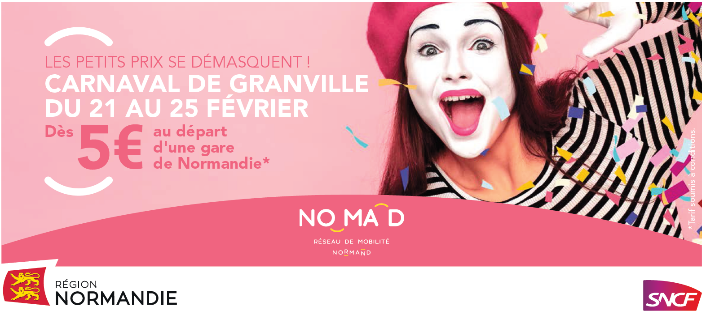 LES PETITS PRIX SE DÉMASQUENT !
CARNAVAL DE GRANVILLE
DU 21 AU 25 FÉVRIER
Dès 5€ au départ
d'une gare
de Normandie*
*Tarif soumis à conditions.
NOMAD
RÉSEAU DE MOBILITÉ
NORMAND
RÉGION
NORMANDIE
SNCF